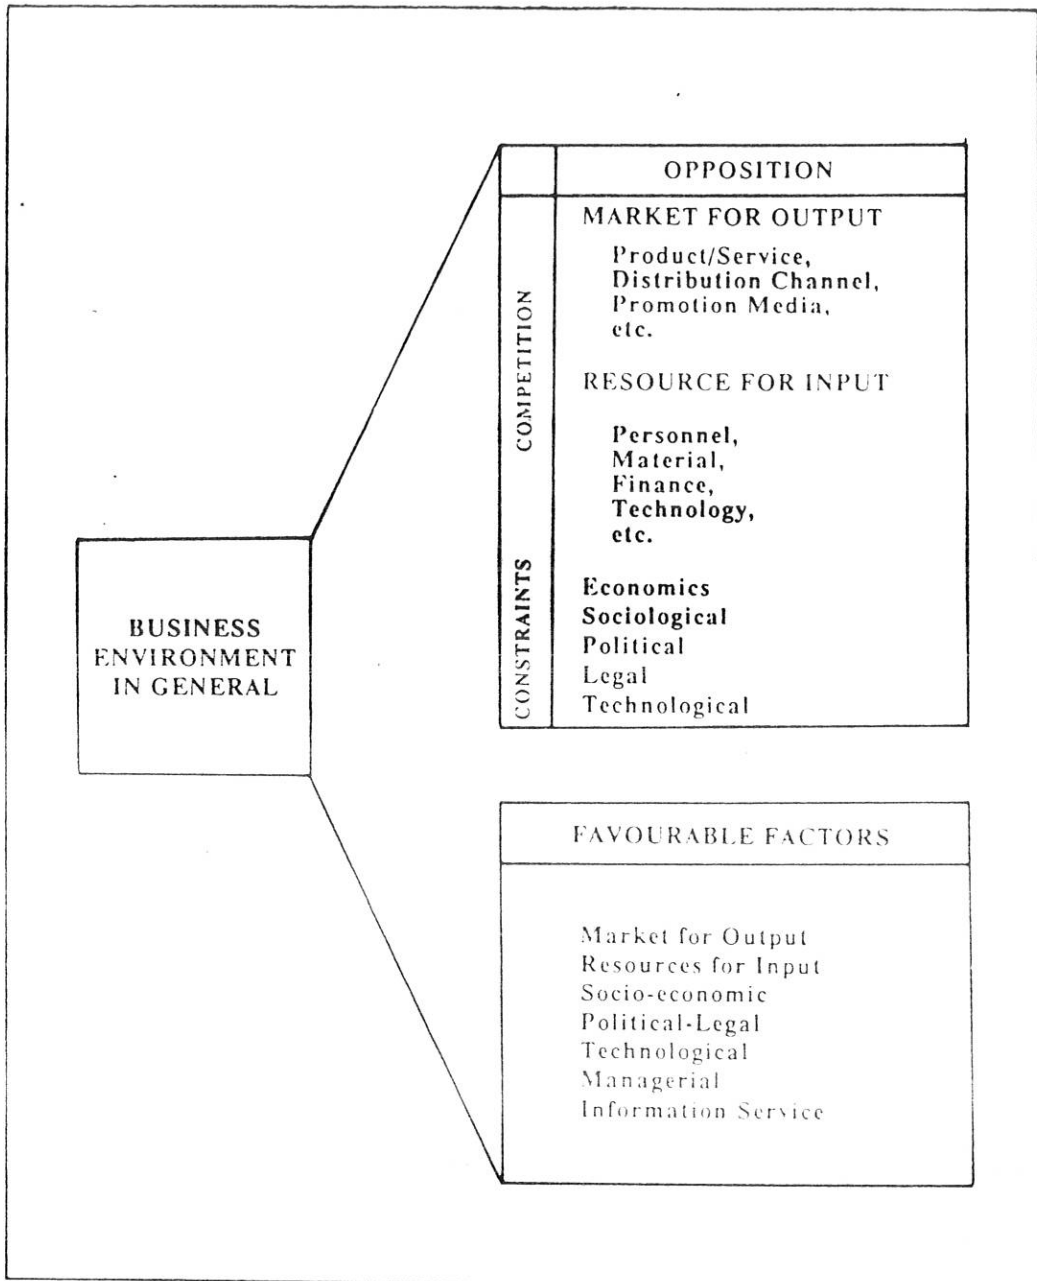 OPPOSITION
COMPETITION
MARKET FOR OUTPUT
Product/Service,
Distribution Channel,
Promotion Media,
etc.
RESOURCE FOR INPUT
Personnel,
Material,
Finance,
Technology,
etc.
CONSTRAINTS
Economics
Sociological
Political
Legal
Technological
BUSINESS
ENVIRONMENT
IN GENERAL
FAVOURABLE FACTORS
Market for Output
Resources for Input
Socio-economic
Political-Legal
Technological
Managerial
Information Service